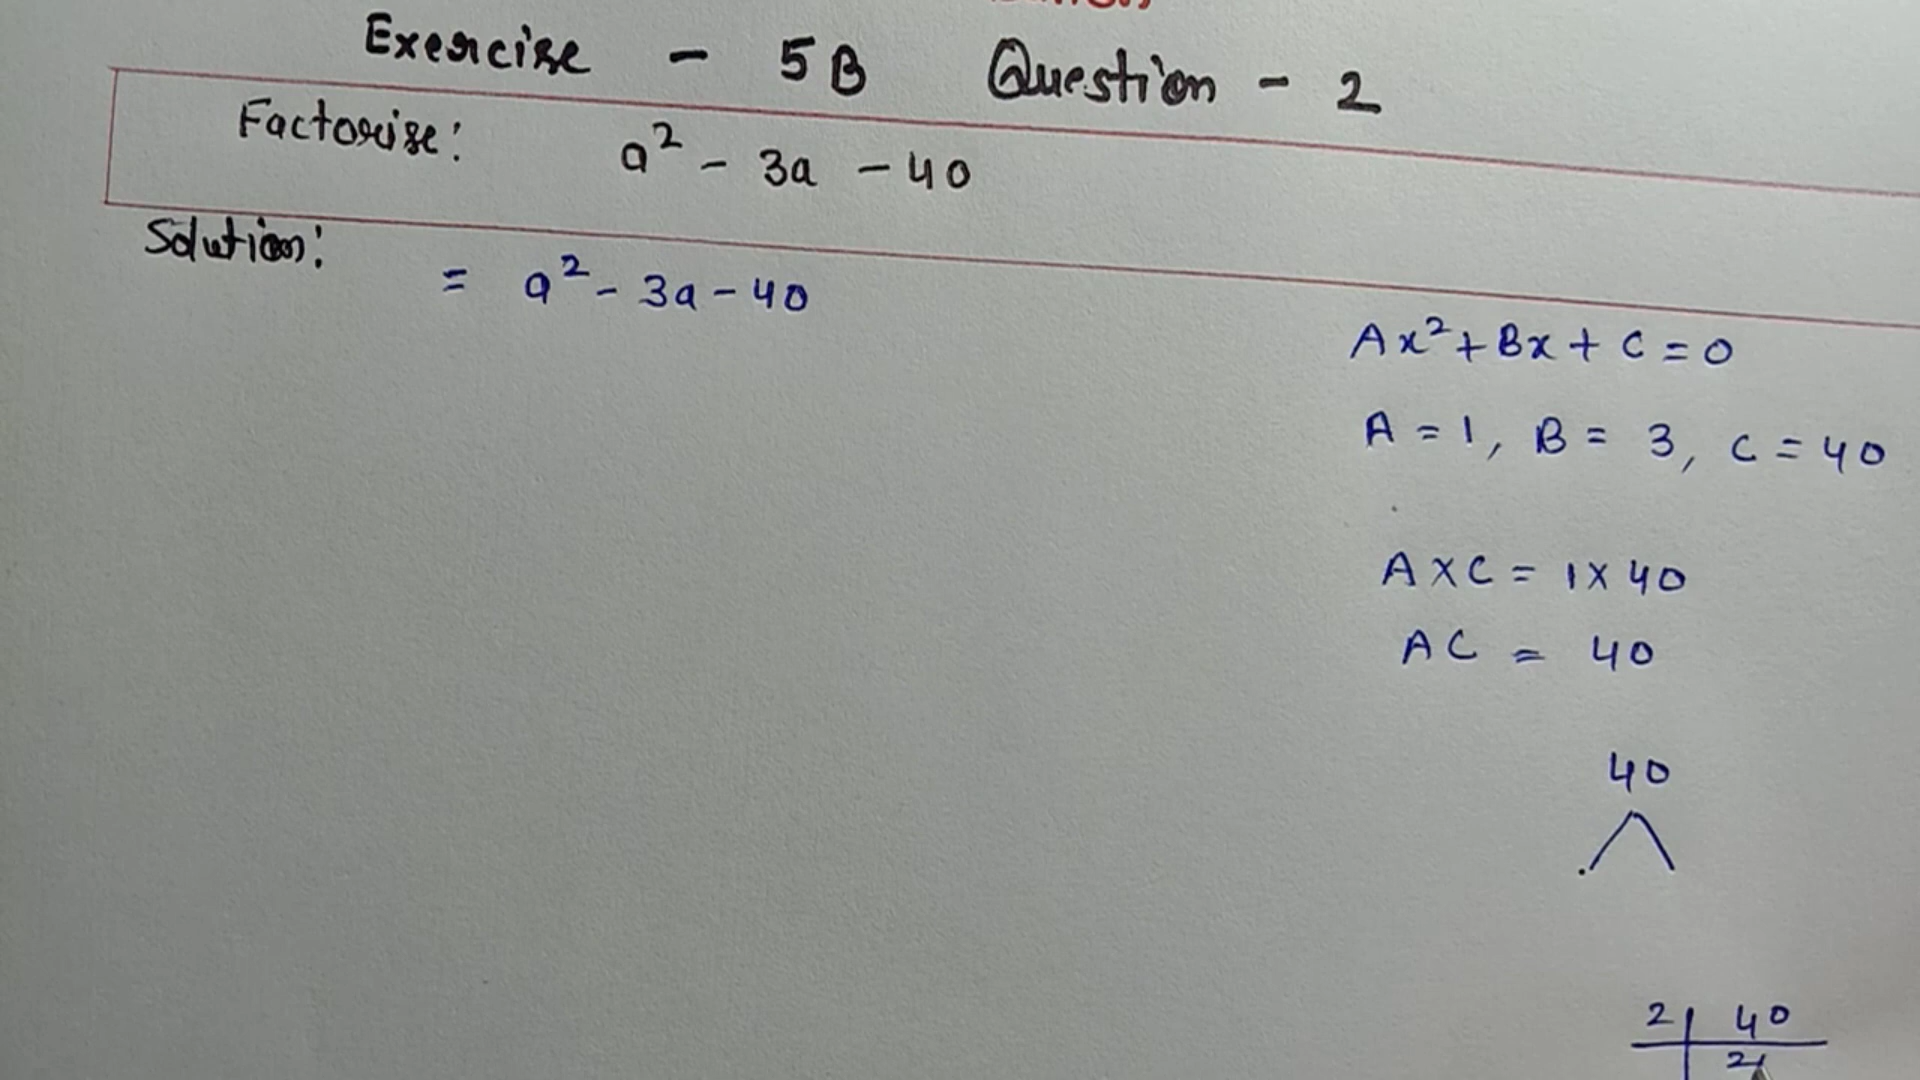 Exercise - 5B Question - 2
Factorise: a² - 3a - 40
Solution:
= a² - 3a - 40
Ax² + Bx + C = 0
A = 1, B = 3, C = 40
A X C = 1 X 40
AC = 40
40
2 | 40